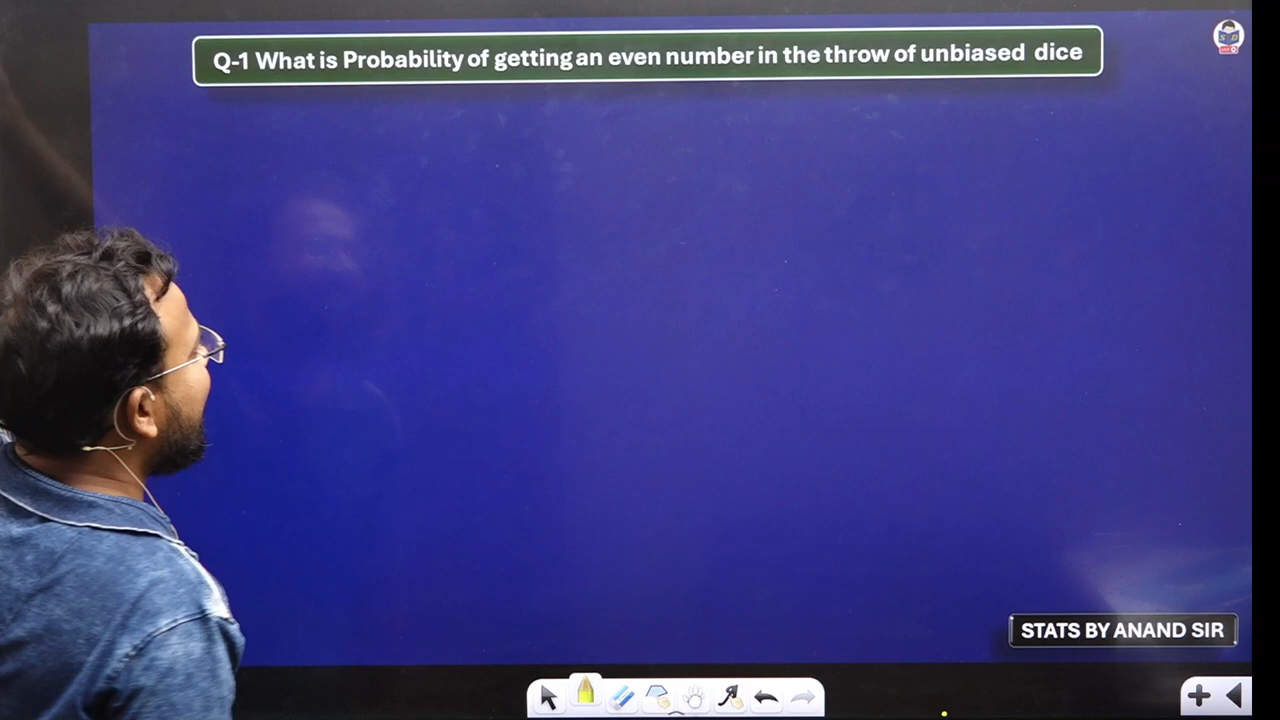 Q-1 What is Probability of getting an even number in the throw of unbiased dice
STATS BY ANAND SIR